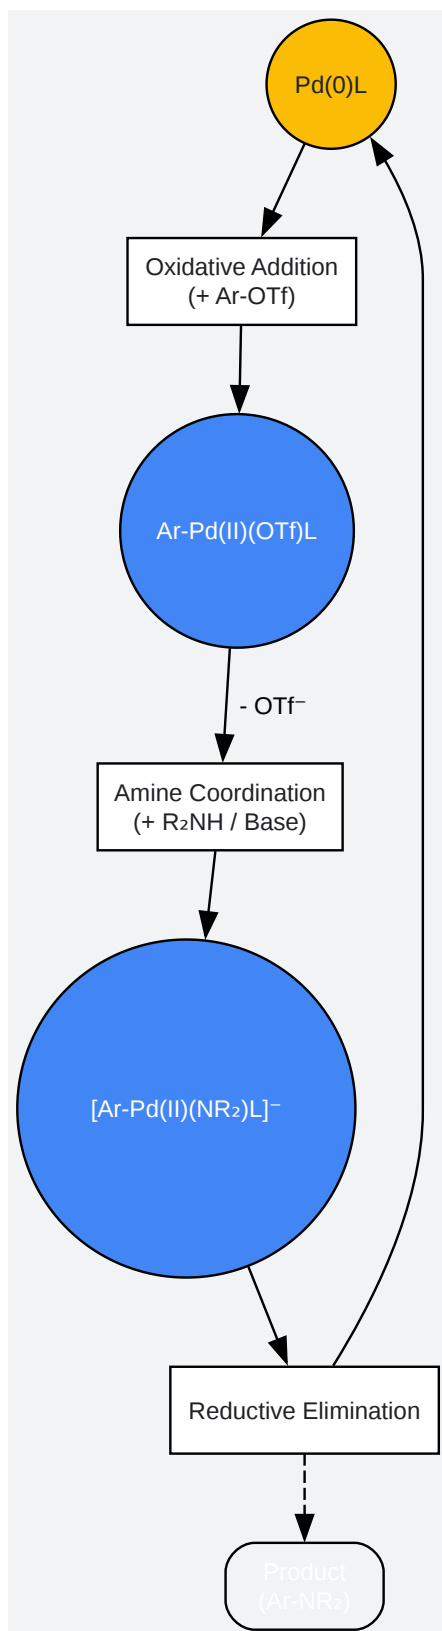 Pd(0)L
Oxidative Addition
(+ Ar-OTf)
Ar-Pd(II)(OTf)L
- OTf⁻
Amine Coordination
(+ R₂NH / Base)
[Ar-Pd(II)(NR₂)L]⁻
Reductive Elimination
Product
(Ar-NR₂)